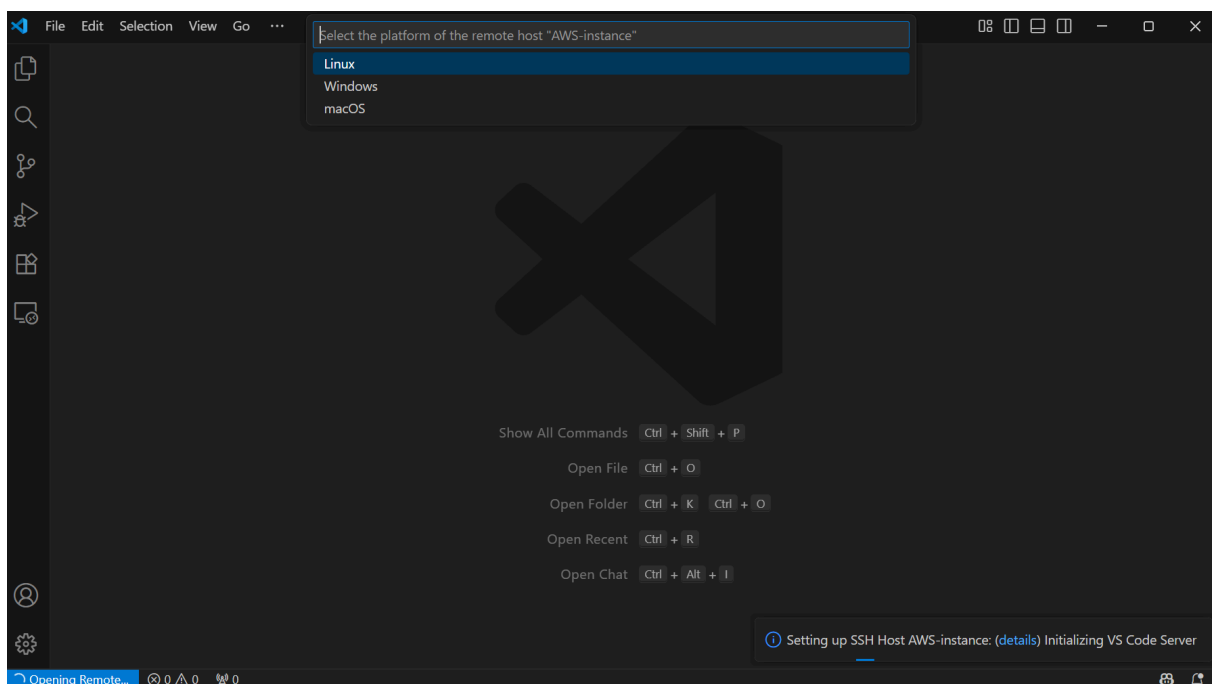 File Edit Selection View Go ···
Select the platform of the remote host "AWS-instance"
Linux
Windows
macOS
Show All Commands Ctrl + Shift + P
Open File Ctrl + O
Open Folder Ctrl + K Ctrl + O
Open Recent Ctrl + R
Open Chat Ctrl + Alt + I
Setting up SSH Host AWS-instance: (details) Initializing VS Code Server
Opening Remote... 0 0 0